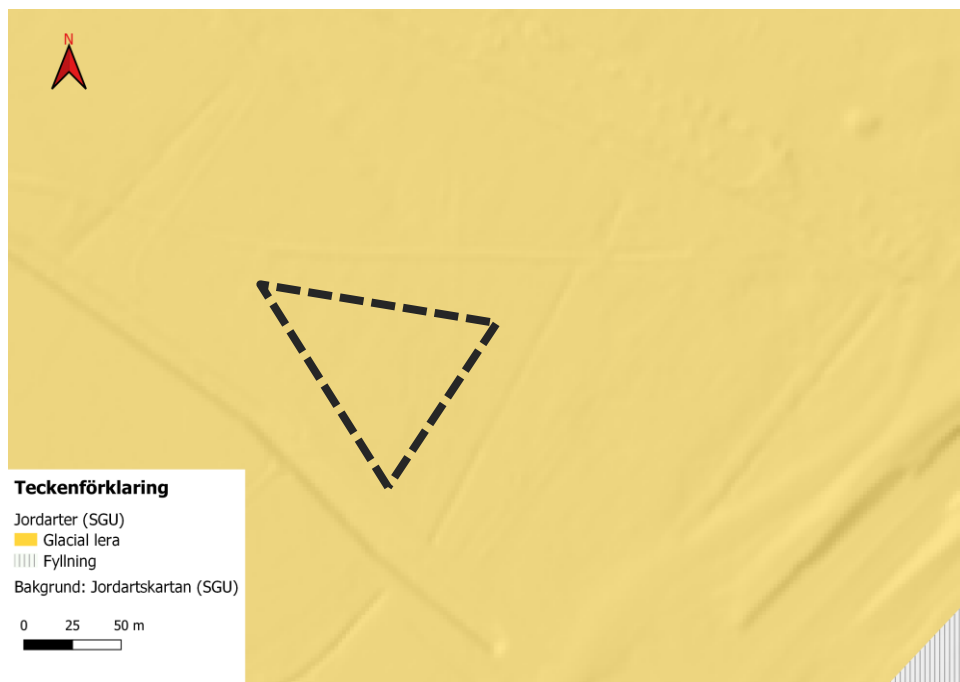 N
Teckenförklaring
Jordarter (SGU)
Glacial lera
Fyllning
Bakgrund: Jordartskartan (SGU)
0 25 50 m